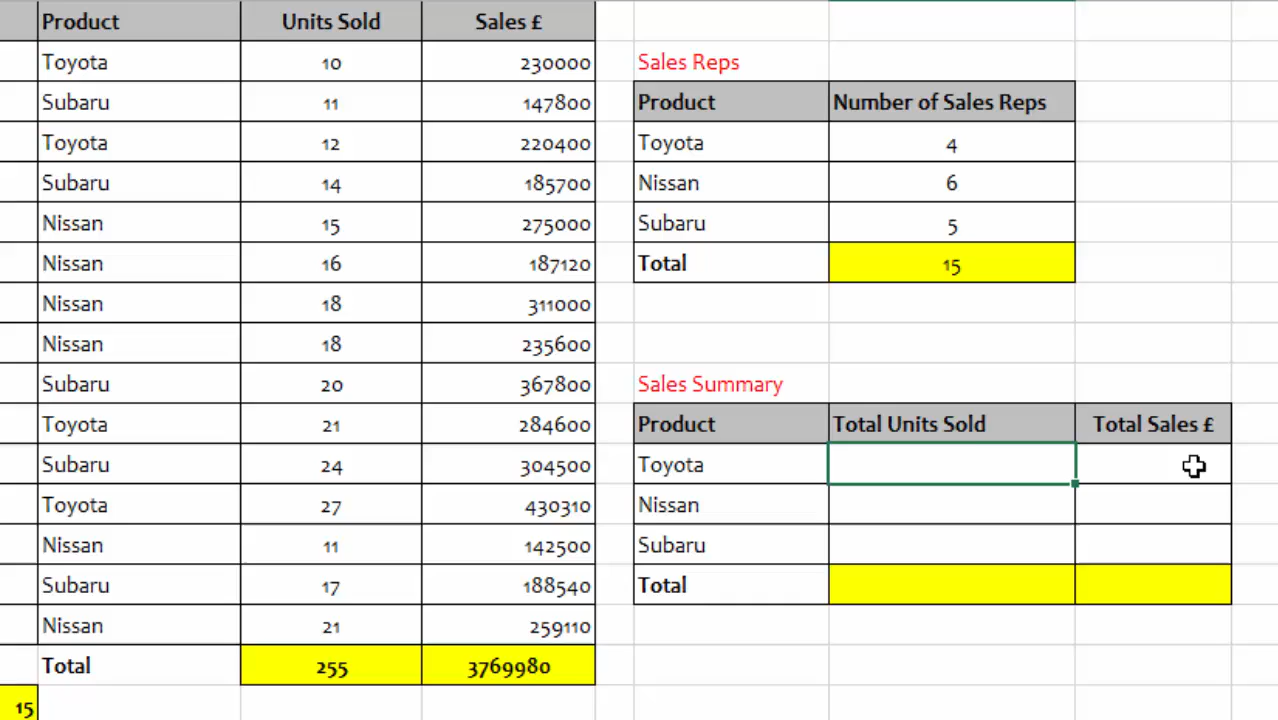 Product Units Sold Sales £
Toyota 10 230000
Subaru 11 147800
Toyota 12 220400
Subaru 14 185700
Nissan 15 275000
Nissan 16 187120
Nissan 18 311000
Nissan 18 235600
Subaru 20 367800
Toyota 21 284600
Subaru 24 304500
Toyota 27 430310
Nissan 11 142500
Subaru 17 188540
Nissan 21 259110
Total 255 3769980
15
Sales Reps
Product Number of Sales Reps
Toyota 4
Nissan 6
Subaru 5
Total 15
Sales Summary
Product Total Units Sold Total Sales £
Toyota
Nissan
Subaru
Total